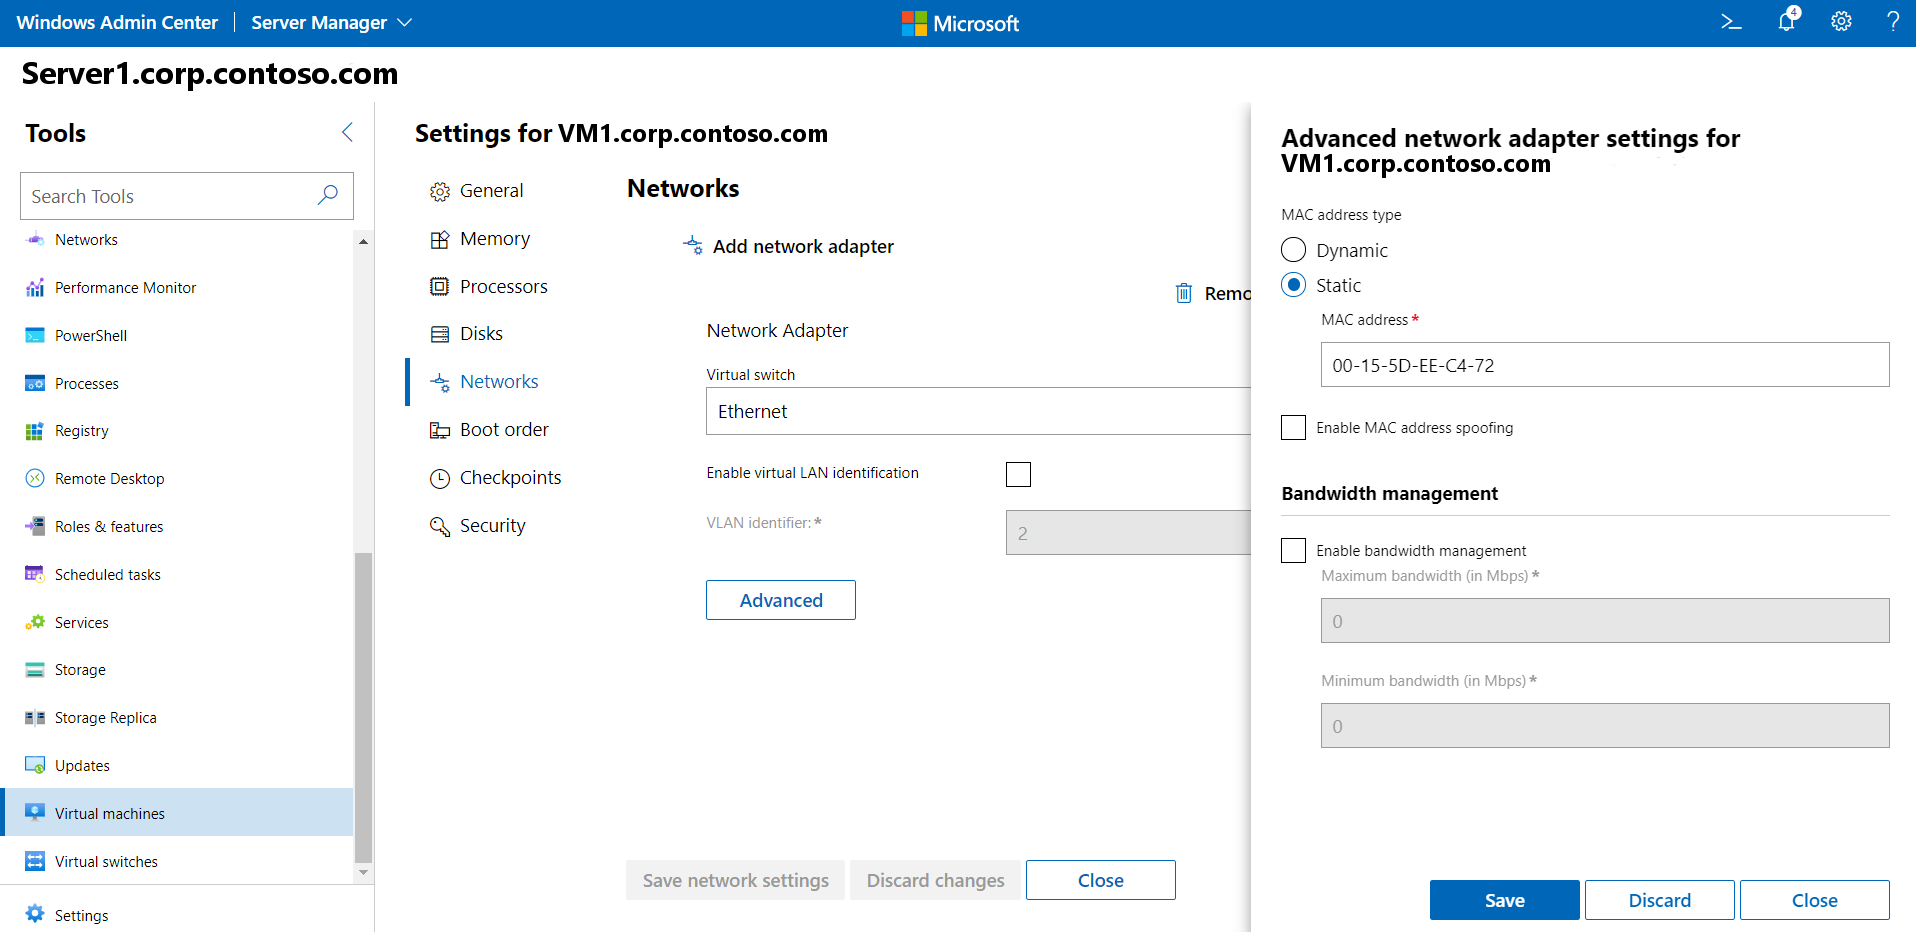 Windows Admin Center
Server Manager
Microsoft
4
Server1.corp.contoso.com
Tools
Search Tools
Networks
Performance Monitor
PowerShell
Processes
Registry
Remote Desktop
Roles & features
Scheduled tasks
Services
Storage
Storage Replica
Updates
Virtual machines
Virtual switches
Settings
Settings for VM1.corp.contoso.com
General
Memory
Processors
Disks
Networks
Boot order
Checkpoints
Security
Networks
Add network adapter
Remo
Network Adapter
Virtual switch
Ethernet
Enable virtual LAN identification
VLAN identifier:*
2
Advanced
Save network settings
Discard changes
Close
Advanced network adapter settings for
VM1.corp.contoso.com
MAC address type
Dynamic
Static
MAC address*
00-15-5D-EE-C4-72
Enable MAC address spoofing
Bandwidth management
Enable bandwidth management
Maximum bandwidth (in Mbps)*
0
Minimum bandwidth (in Mbps)*
0
Save
Discard
Close